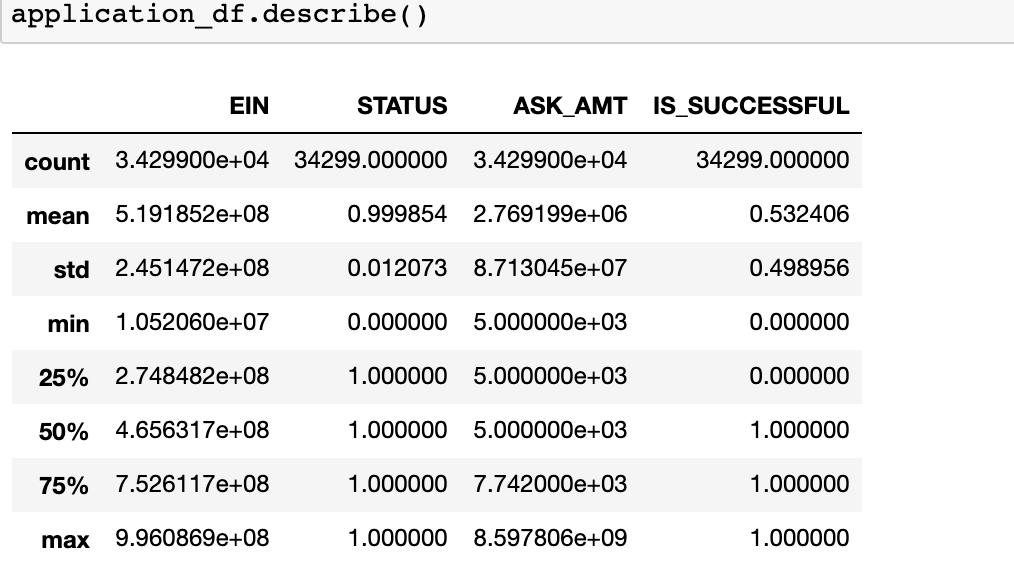 application_df.describe()
EIN STATUS ASK_AMT IS_SUCCESSFUL
count 3.429900e+04 34299.000000 3.429900e+04 34299.000000
mean 5.191852e+08 0.999854 2.769199e+06 0.532406
std 2.451472e+08 0.012073 8.713045e+07 0.498956
min 1.052060e+07 0.000000 5.000000e+03 0.000000
25% 2.748482e+08 1.000000 5.000000e+03 0.000000
50% 4.656317e+08 1.000000 5.000000e+03 1.000000
75% 7.526117e+08 1.000000 7.742000e+03 1.000000
max 9.960869e+08 1.000000 8.597806e+09 1.000000